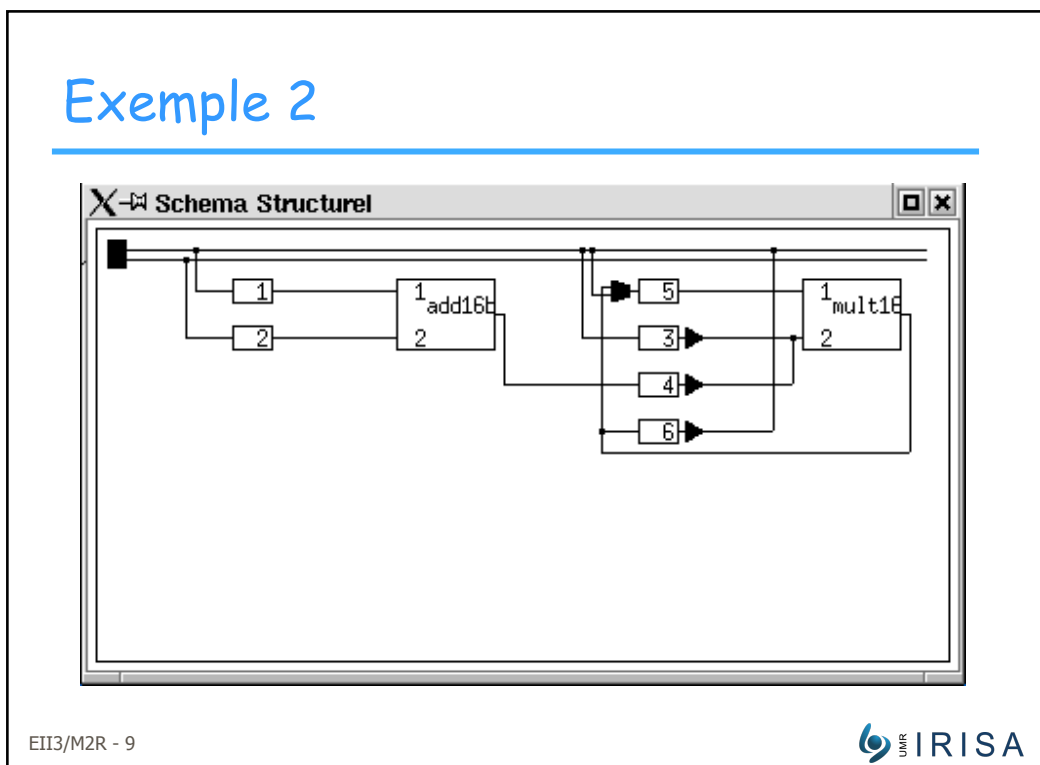 Exemple 2
Schema Structurel
1 1 add16b 5 1 mult16
2 2 3 2
4
6
EII3/M2R - 9
UMR IRISA